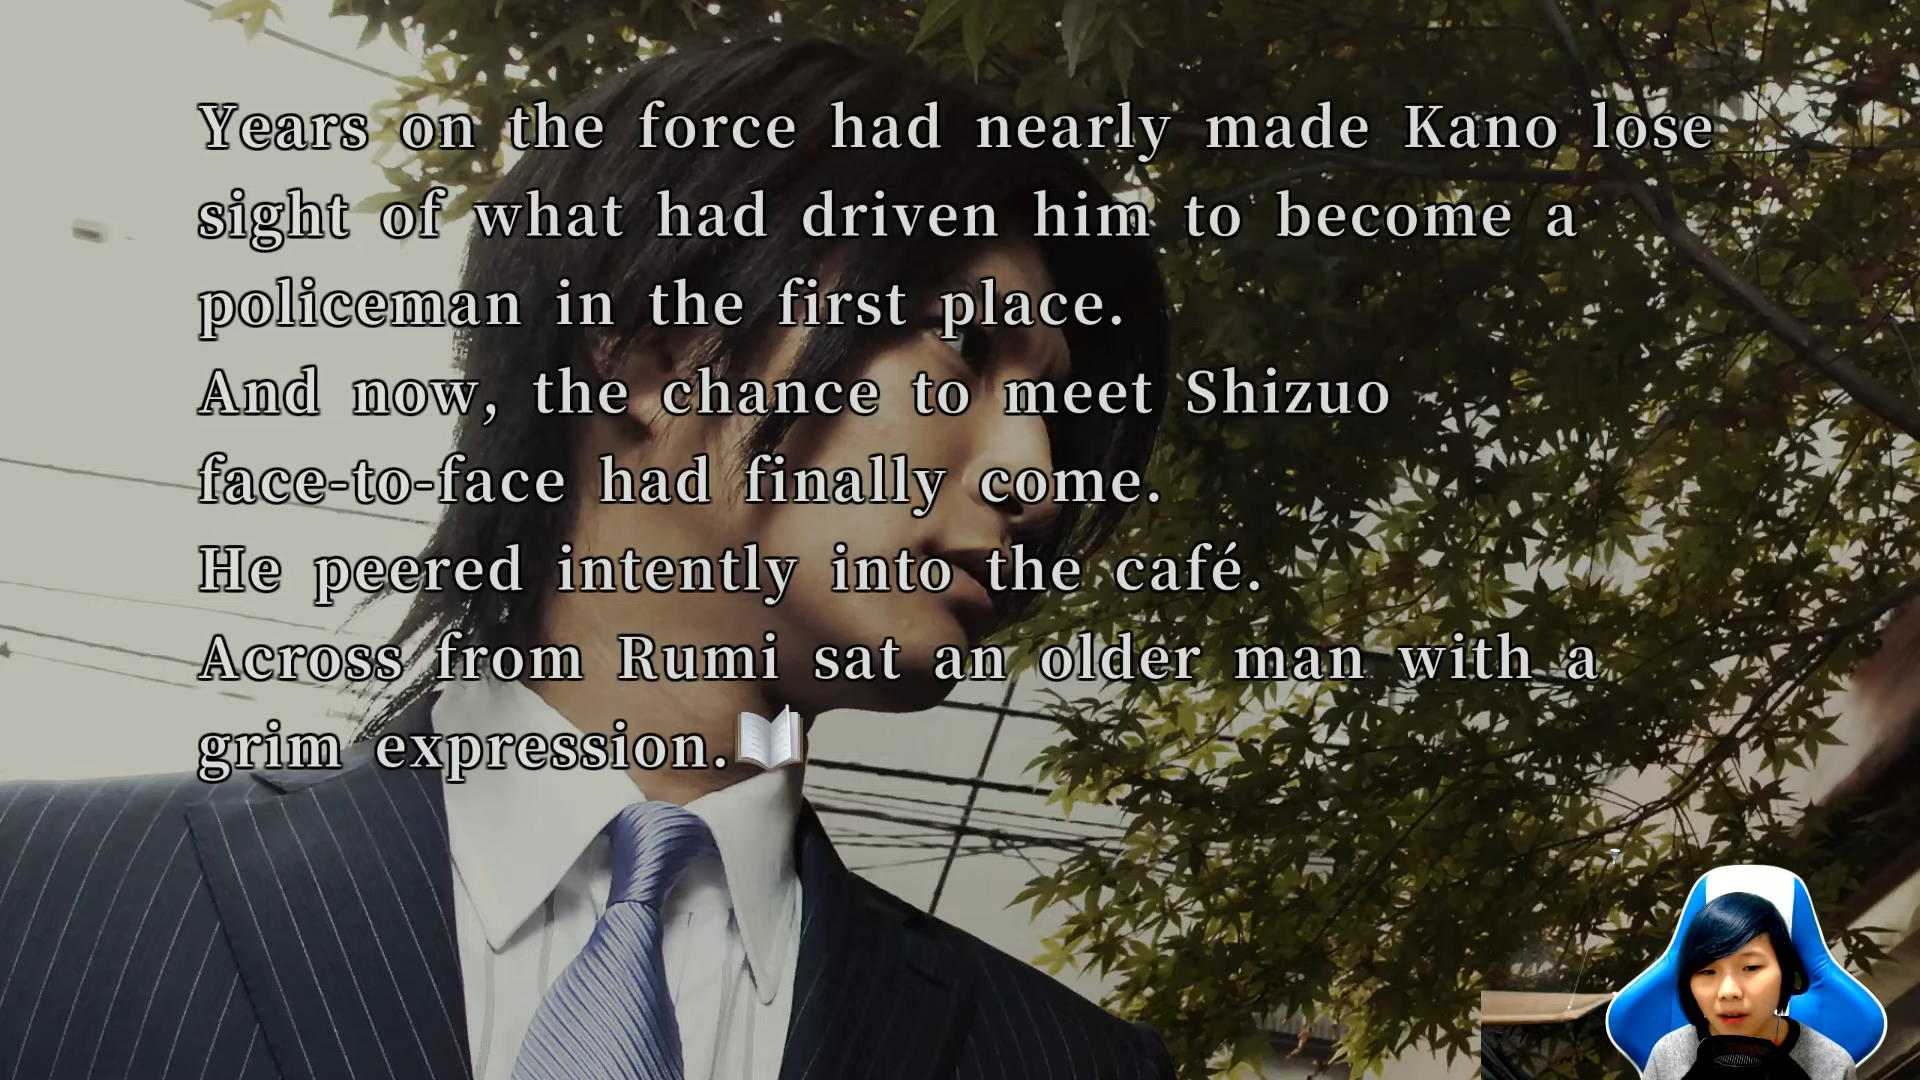 Years on the force had nearly made Kano lose
sight of what had driven him to become a
policeman in the first place.
And now, the chance to meet Shizuo
face-to-face had finally come.
He peered intently into the café.
Across from Rumi sat an older man with a
grim expression.